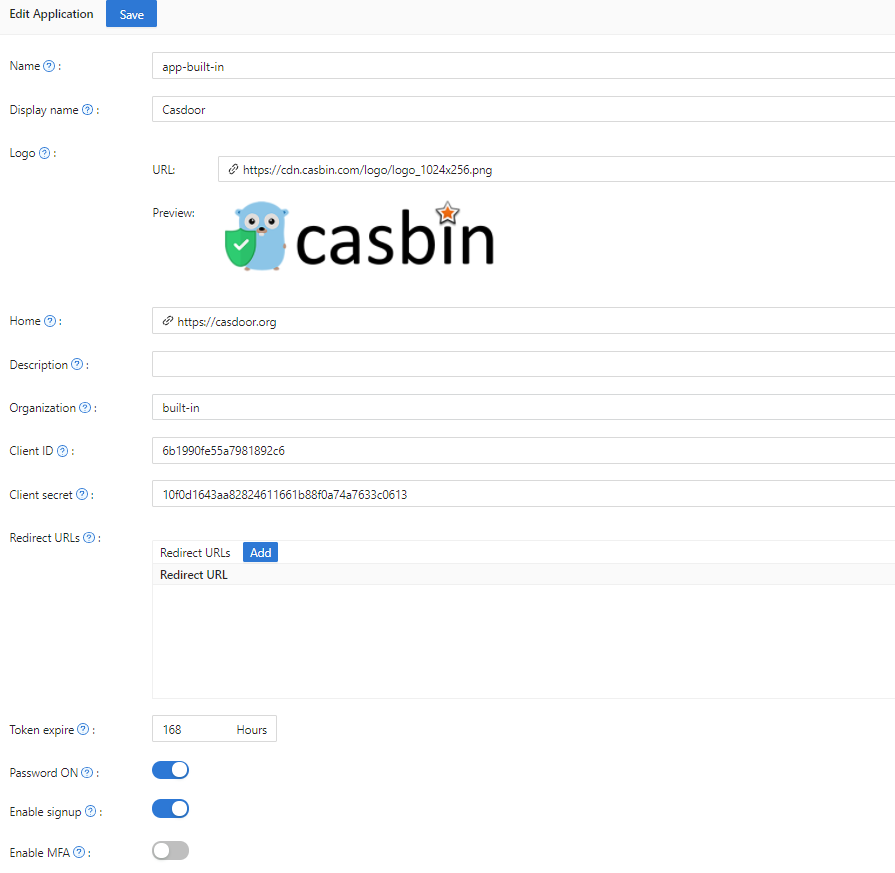 Edit Application Save
Name ? : app-built-in
Display name ? : Casdoor
Logo ? :
URL: https://cdn.casbin.com/logo/logo_1024x256.png
Preview: casbin
Home ? : https://casdoor.org
Description ? :
Organization ? : built-in
Client ID ? : 6b1990fe55a7981892c6
Client secret ? : 10f0d1643aa82824611661b88f0a74a7633c0613
Redirect URLs ? :
Redirect URLs Add
Redirect URL
Token expire ? : 168 Hours
Password ON ? :
Enable signup ? :
Enable MFA ? :